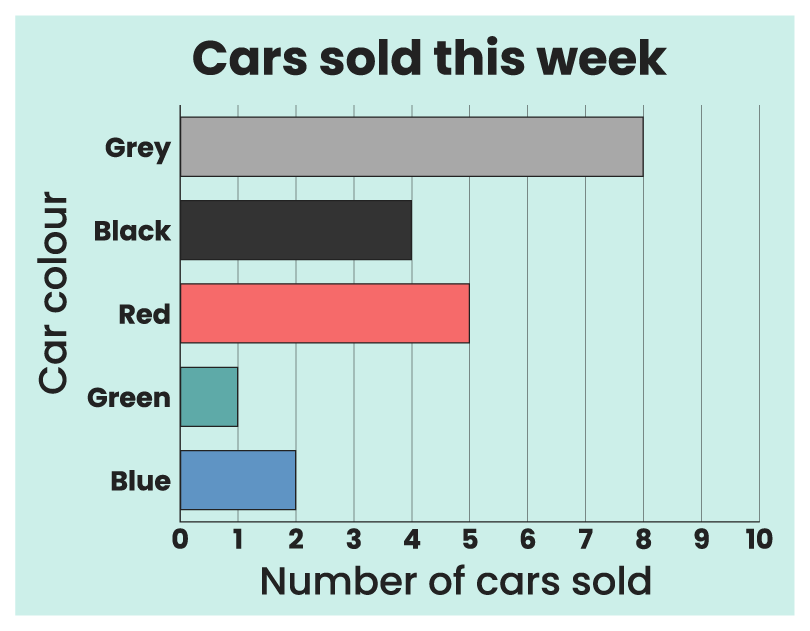 Cars sold this week
Car colour
Grey
Black
Red
Green
Blue
0 1 2 3 4 5 6 7 8 9 10
Number of cars sold